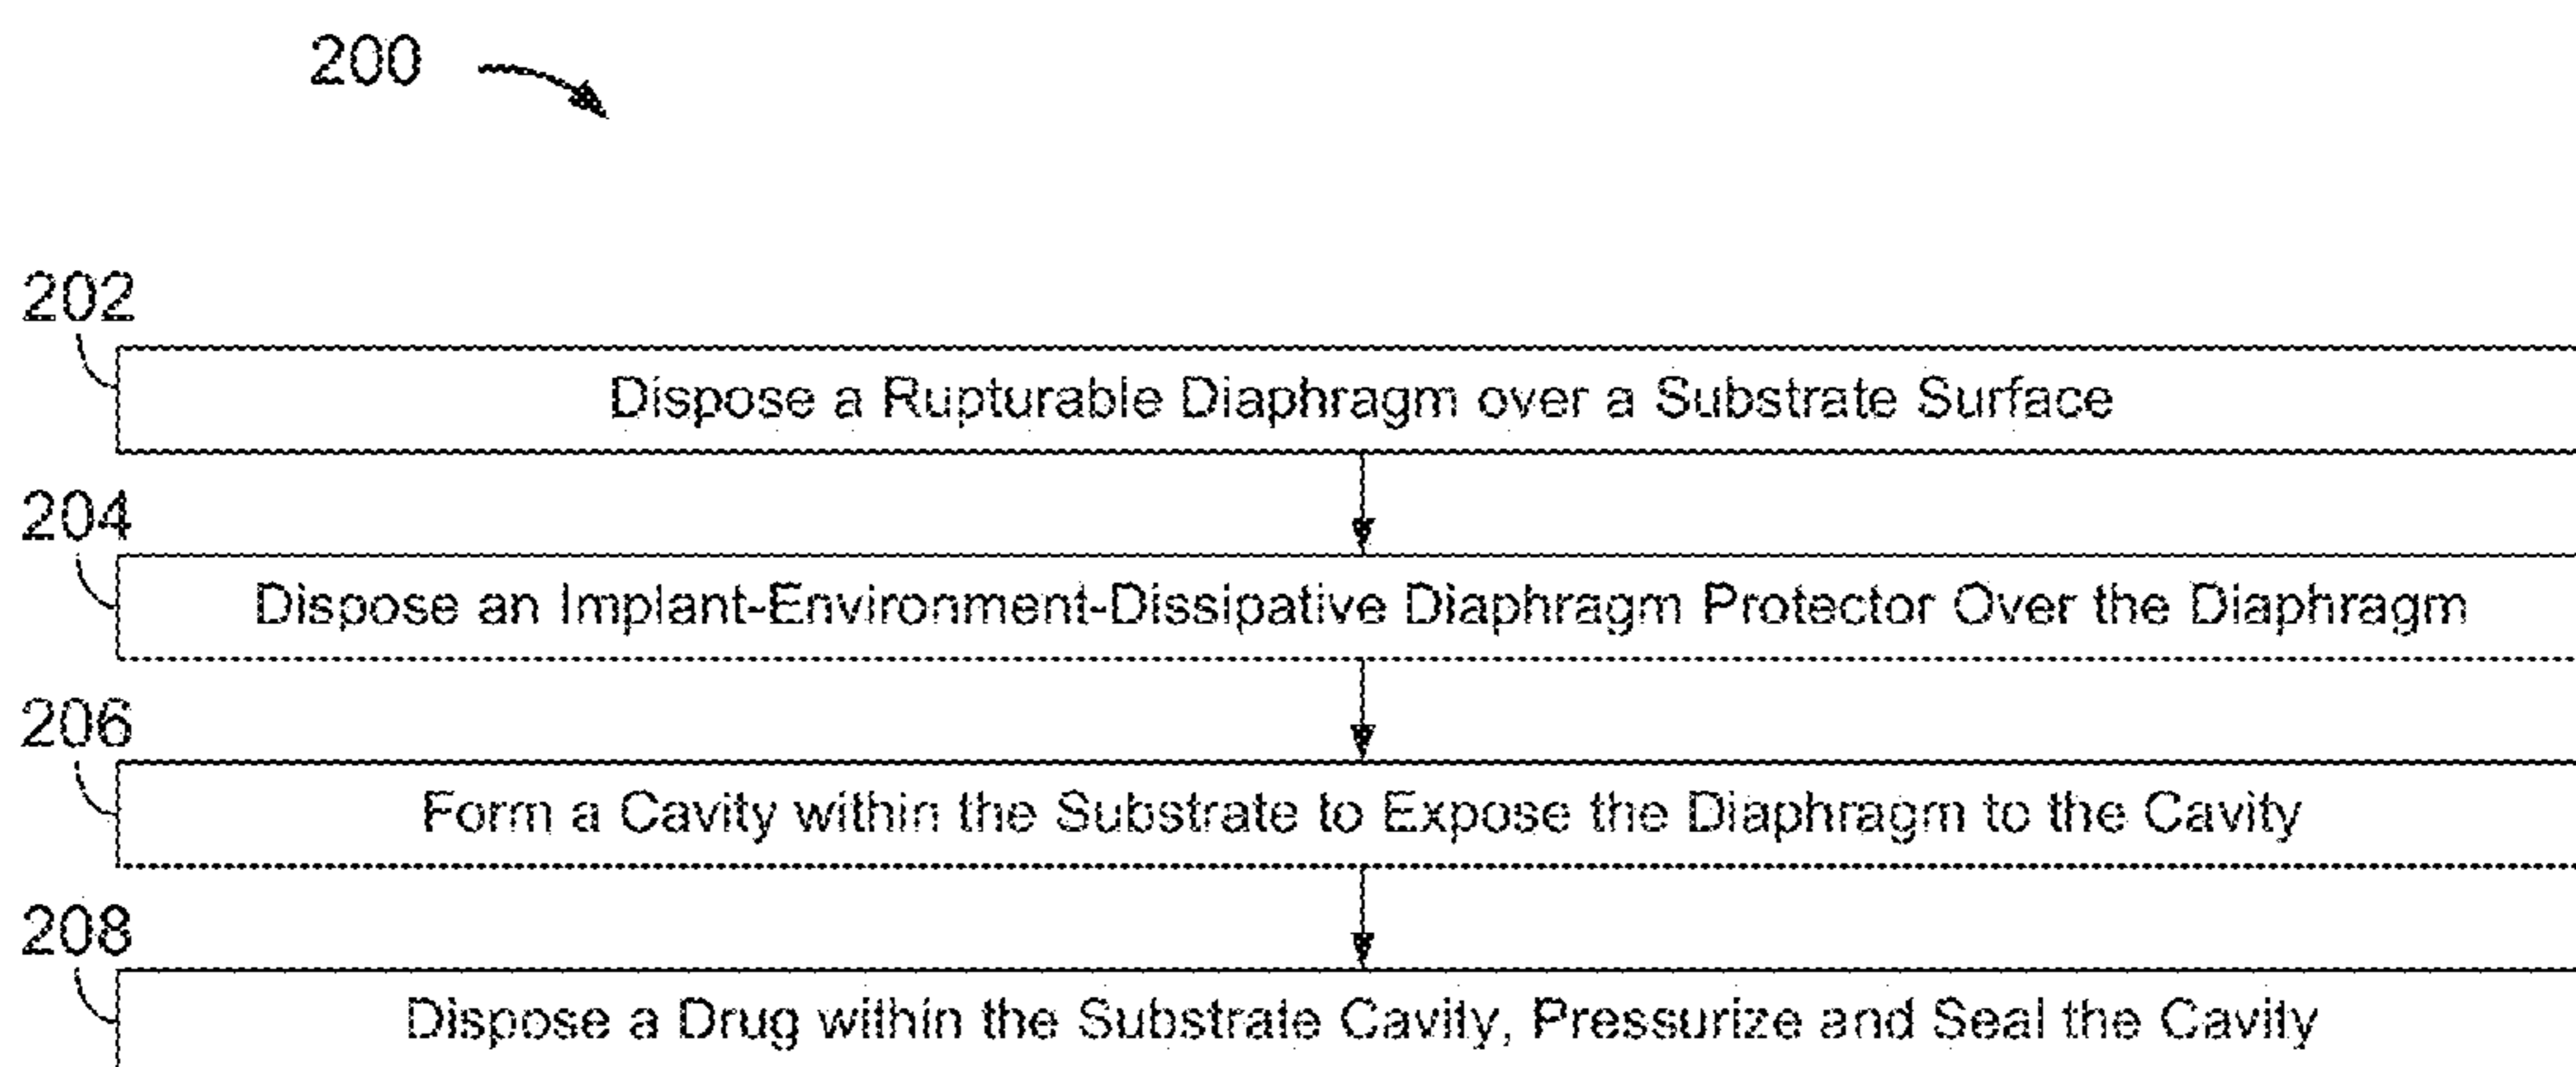 200
202
Dispose a Rupturable Diaphragm over a Substrate Surface
204
Dispose an Implant-Environment-Dissipative Diaphragm Protector Over the Diaphragm
206
Form a Cavity within the Substrate to Expose the Diaphragm to the Cavity
208
Dispose a Drug within the Substrate Cavity, Pressurize and Seal the Cavity